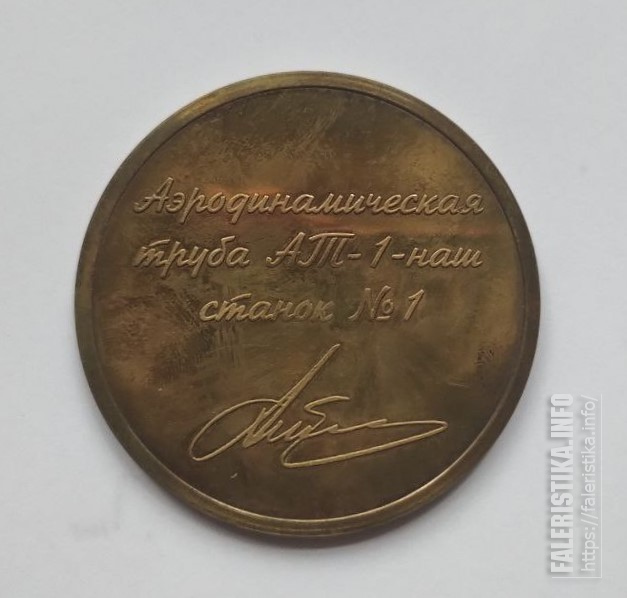 Аэродинамическая
труба АТ-1-наш
станок №1
FALERISTIKA.INFO
https://faleristika.info/